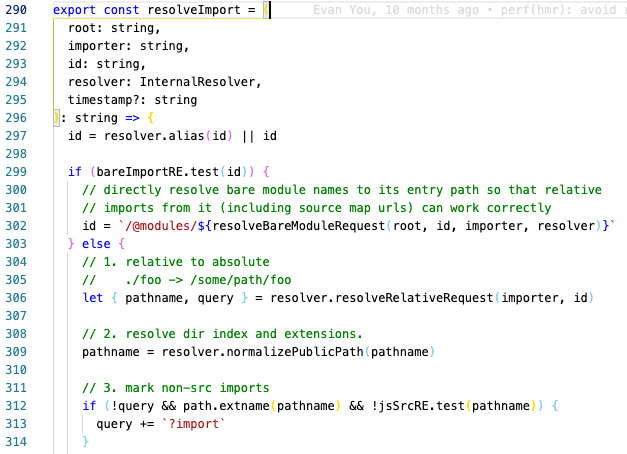 290 export const resolveImport = ( Evan You, 10 months ago • perf(hmr): avoid
291 root: string,
292 importer: string,
293 id: string,
294 resolver: InternalResolver,
295 timestamp?: string
296 ): string => {
297 id = resolver.alias(id) || id
298
299 if (bareImportRE.test(id)) {
300 // directly resolve bare module names to its entry path so that relative
301 // imports from it (including source map urls) can work correctly
302 id = `/@modules/${resolveBareModuleRequest(root, id, importer, resolver)}`
303 } else {
304 // 1. relative to absolute
305 //    ./foo -> /some/path/foo
306 let { pathname, query } = resolver.resolveRelativeRequest(importer, id)
307
308 // 2. resolve dir index and extensions.
309 pathname = resolver.normalizePublicPath(pathname)
310
311 // 3. mark non-src imports
312 if (!query && path.extname(pathname) && !jsSrcRE.test(pathname)) {
313 query += `?import`
314 }